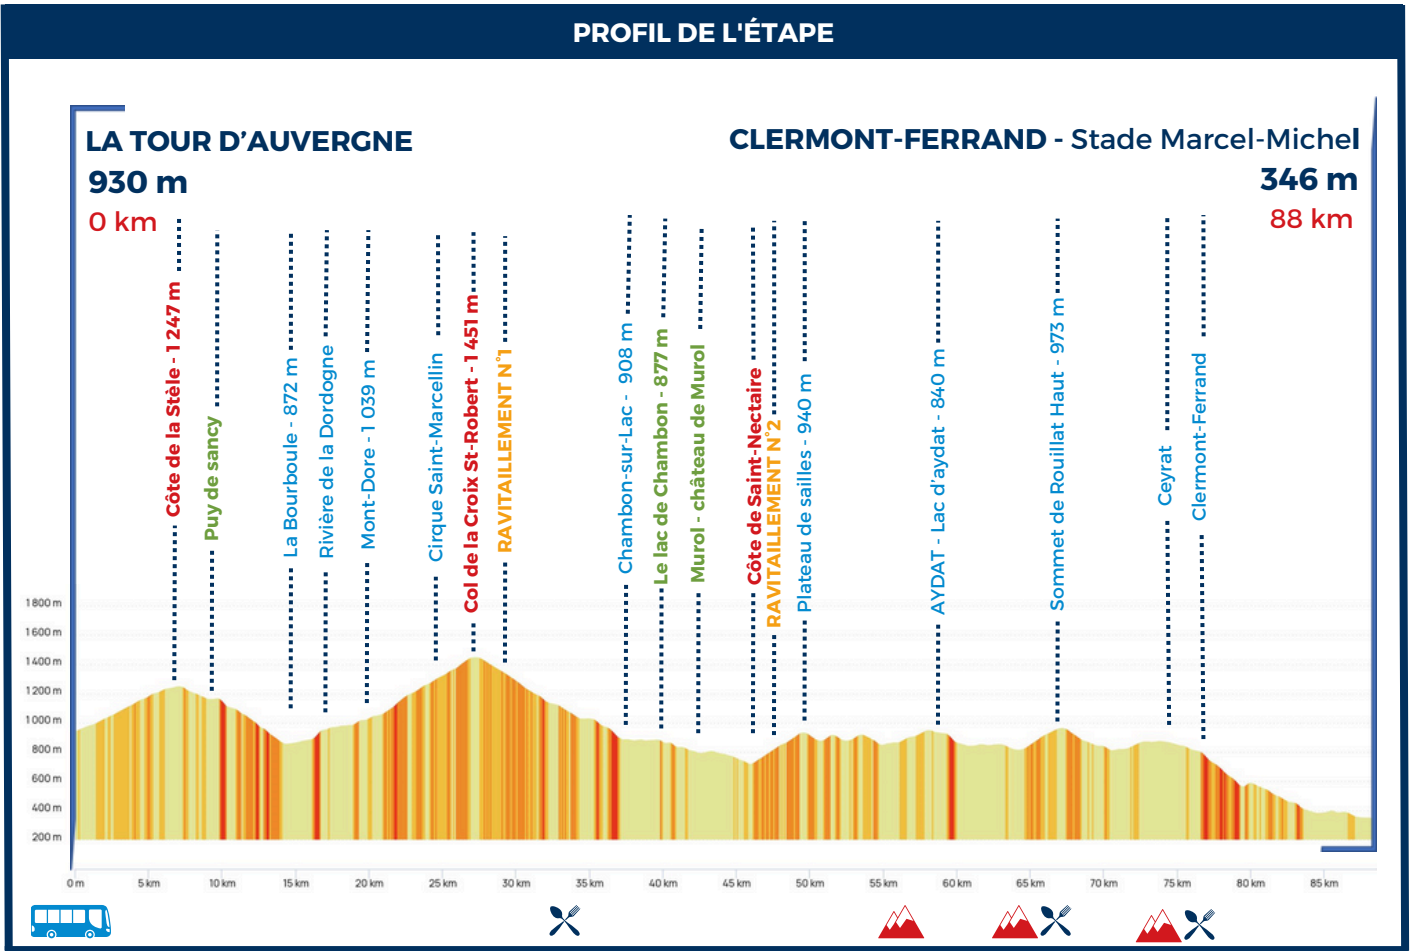 PROFIL DE L'ÉTAPE
LA TOUR D’AUVERGNE
930 m
0 km
CLERMONT-FERRAND - Stade Marcel-Michel
346 m
88 km
Côte de la Stèle - 1 247 m
Puy de sancy
La Bourboule - 872 m
Rivière de la Dordogne
Mont-Dore - 1 039 m
Cirque Saint-Marcellin
Col de la Croix St-Robert - 1 451 m
RAVITAILLEMENT N°1
Chambon-sur-Lac - 908 m
Le lac de Chambon - 877 m
Murol - château de Murol
Côte de Saint-Nectaire
RAVITAILLEMENT N°2
Plateau de sailles - 940 m
AYDAT - Lac d'aydat - 840 m
Sommet de Rouillat Haut - 973 m
Ceyrat
Clermont-Ferrand
1800 m
1600 m
1400 m
1200 m
1000 m
800 m
600 m
400 m
200 m
0 m
5 km
10 km
15 km
20 km
25 km
30 km
35 km
40 km
45 km
50 km
55 km
60 km
65 km
70 km
75 km
80 km
85 km